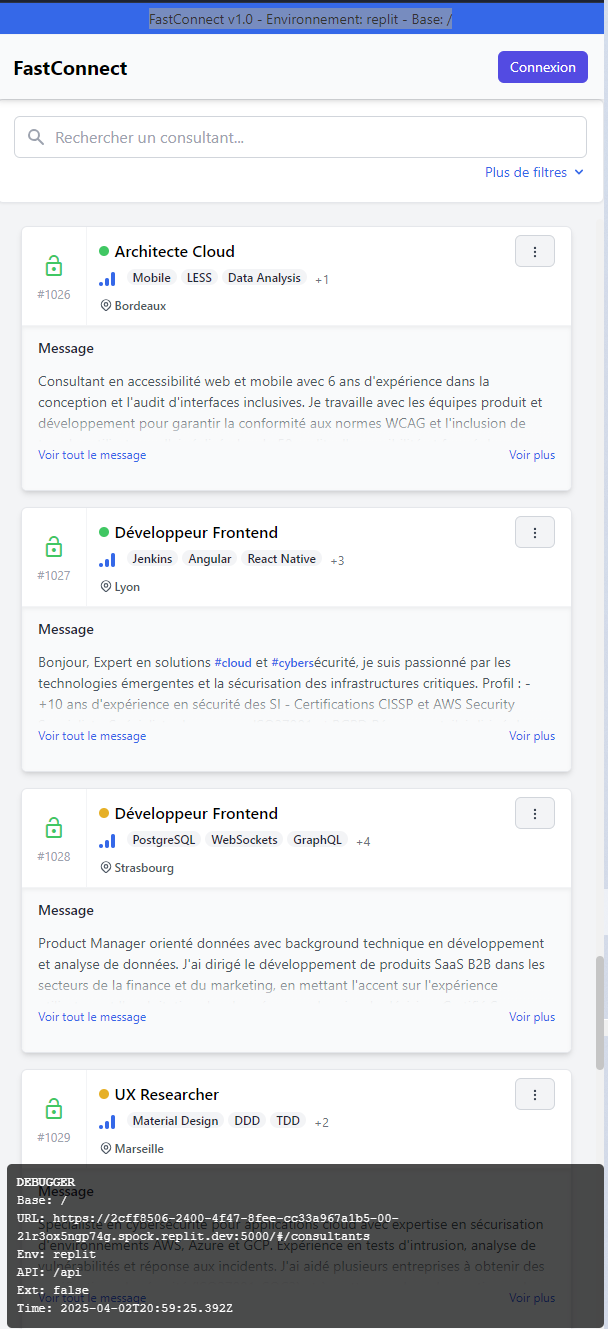 FastConnect v1.0 - Environnement: replit - Base: /
FastConnect
Connexion
Rechercher un consultant...
Plus de filtres
#1026
Architecte Cloud
Mobile LESS Data Analysis +1
Bordeaux
Message
Consultant en accessibilité web et mobile avec 6 ans d'expérience dans la
conception et l'audit d'interfaces inclusives. Je travaille avec les équipes produit et
développement pour garantir la conformité aux normes WCAG et l'inclusion de
Voir tout le message
Voir plus
#1027
Développeur Frontend
Jenkins Angular React Native +3
Lyon
Message
Bonjour, Expert en solutions #cloud et #cybersécurité, je suis passionné par les
technologies émergentes et la sécurisation des infrastructures critiques. Profil : -
+10 ans d'expérience en sécurité des SI - Certifications CISSP et AWS Security
Voir tout le message
Voir plus
#1028
Développeur Frontend
PostgreSQL WebSockets GraphQL +4
Strasbourg
Message
Product Manager orienté données avec background technique en développement
et analyse de données. J'ai dirigé le développement de produits SaaS B2B dans les
secteurs de la finance et du marketing, en mettant l'accent sur l'expérience
Voir tout le message
Voir plus
#1029
UX Researcher
Material Design DDD TDD +2
Marseille
Message
Spécialiste en cybersécurité pour applications cloud avec expertise en sécurisation
d'environnements AWS, Azure et GCP. Expérience en tests d'intrusion, analyse de
vulnérabilités et réponse aux incidents. J'ai aidé plusieurs entreprises à obtenir des
Voir tout le message
Voir plus
DEBUGGER
Base: /
URL: https://2cff8506-2400-4f47-8fee-cc33a967a1b5-00-
2lr3ox5ngp74g.spock.replit.dev:5000/#/consultants
Env: replit
API: /api
Ext: false
Time: 2025-04-02T20:59:25.392Z